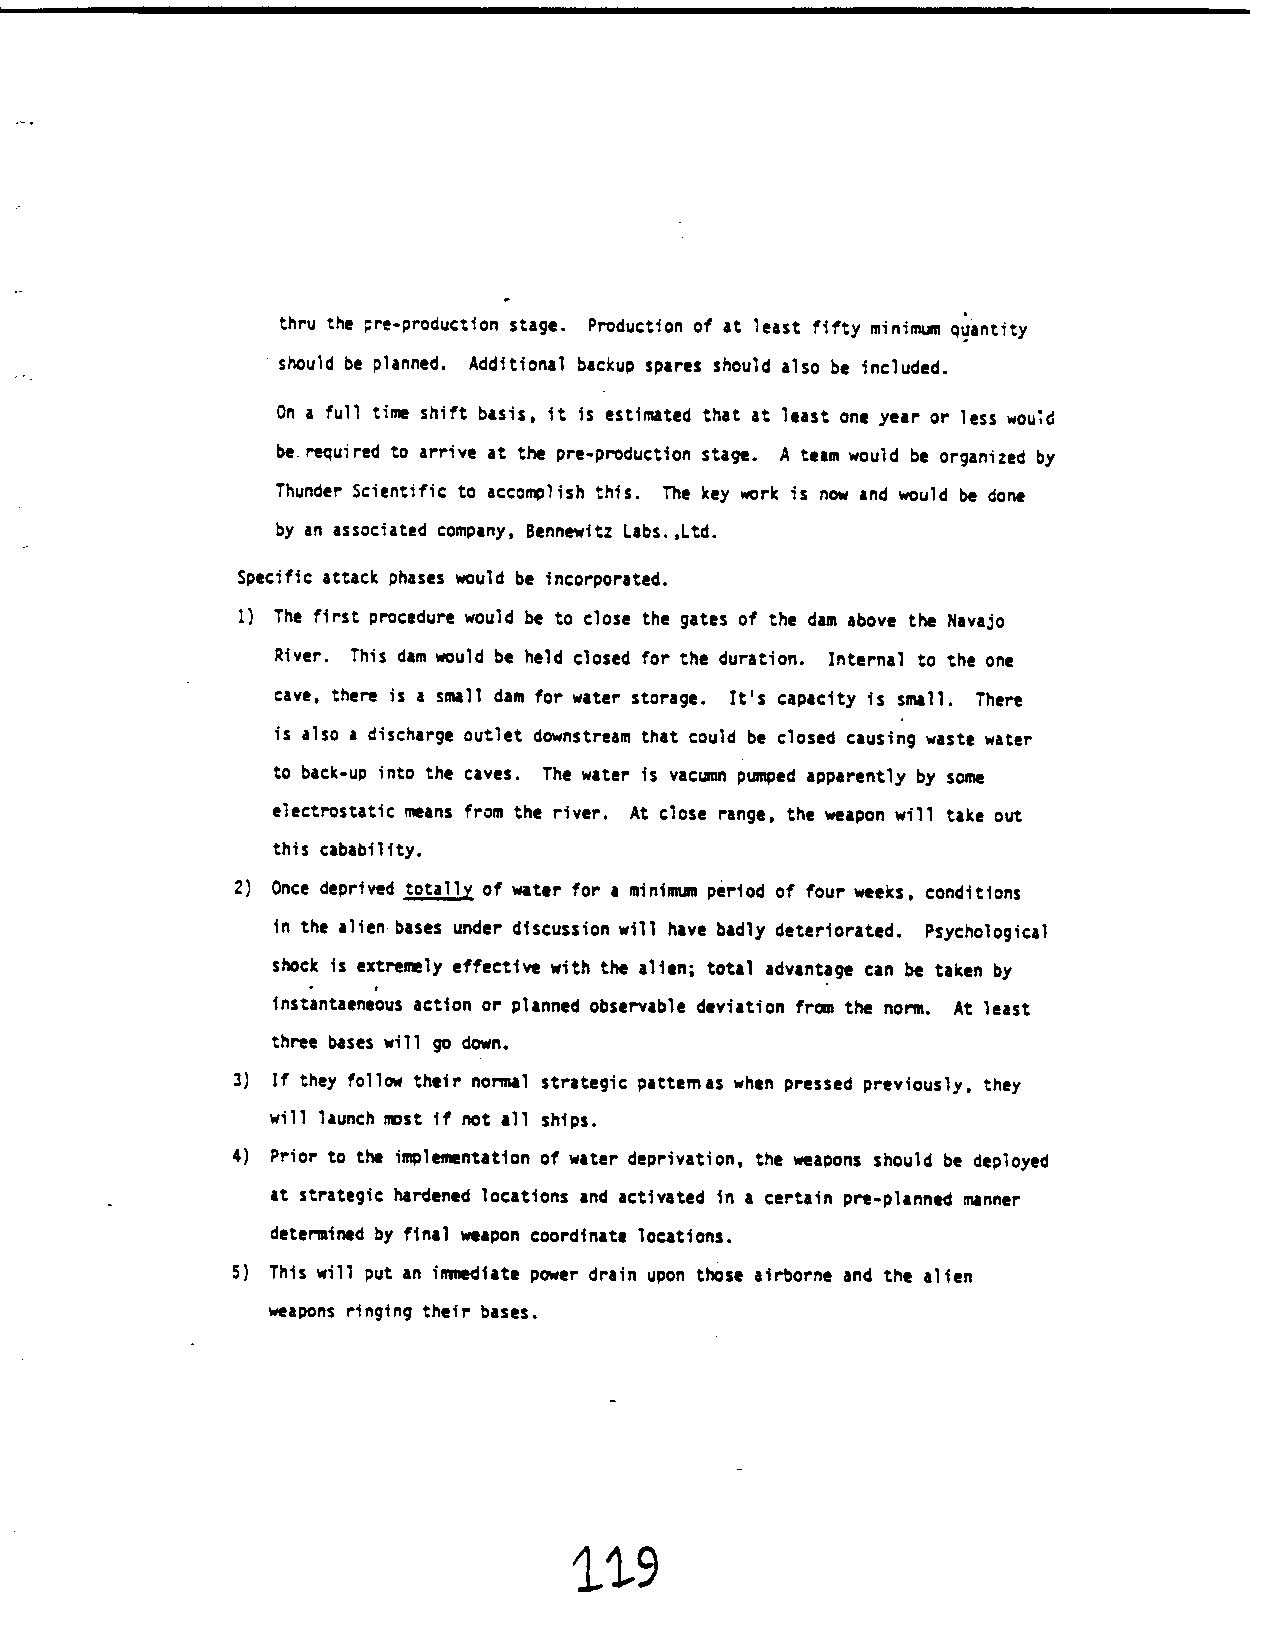 thru the pre-production stage. Production of at least fifty minimum quantity
should be planned. Additional backup spares should also be included.
On a full time shift basis, it is estimated that at least one year or less would
be required to arrive at the pre-production stage. A team would be organized by
Thunder Scientific to accomplish this. The key work is now and would be done
by an associated company, Bennewitz Labs.,Ltd.
Specific attack phases would be incorporated.
1) The first procedure would be to close the gates of the dam above the Navajo
River. This dam would be held closed for the duration. Internal to the one
cave, there is a small dam for water storage. It's capacity is small. There
is also a discharge outlet downstream that could be closed causing waste water
to back-up into the caves. The water is vacumn pumped apparently by some
electrostatic means from the river. At close range, the weapon will take out
this cabability.
2) Once deprived totally of water for a minimum period of four weeks, conditions
in the alien bases under discussion will have badly deteriorated. Psychological
shock is extremely effective with the alien; total advantage can be taken by
instantaeneous action or planned observable deviation from the norm. At least
three bases will go down.
3) If they follow their normal strategic pattemas when pressed previously, they
will launch most if not all ships.
4) Prior to the implementation of water deprivation, the weapons should be deployed
at strategic hardened locations and activated in a certain pre-planned manner
determined by final weapon coordinate locations.
5) This will put an immediate power drain upon those airborne and the alien
weapons ringing their bases.
119